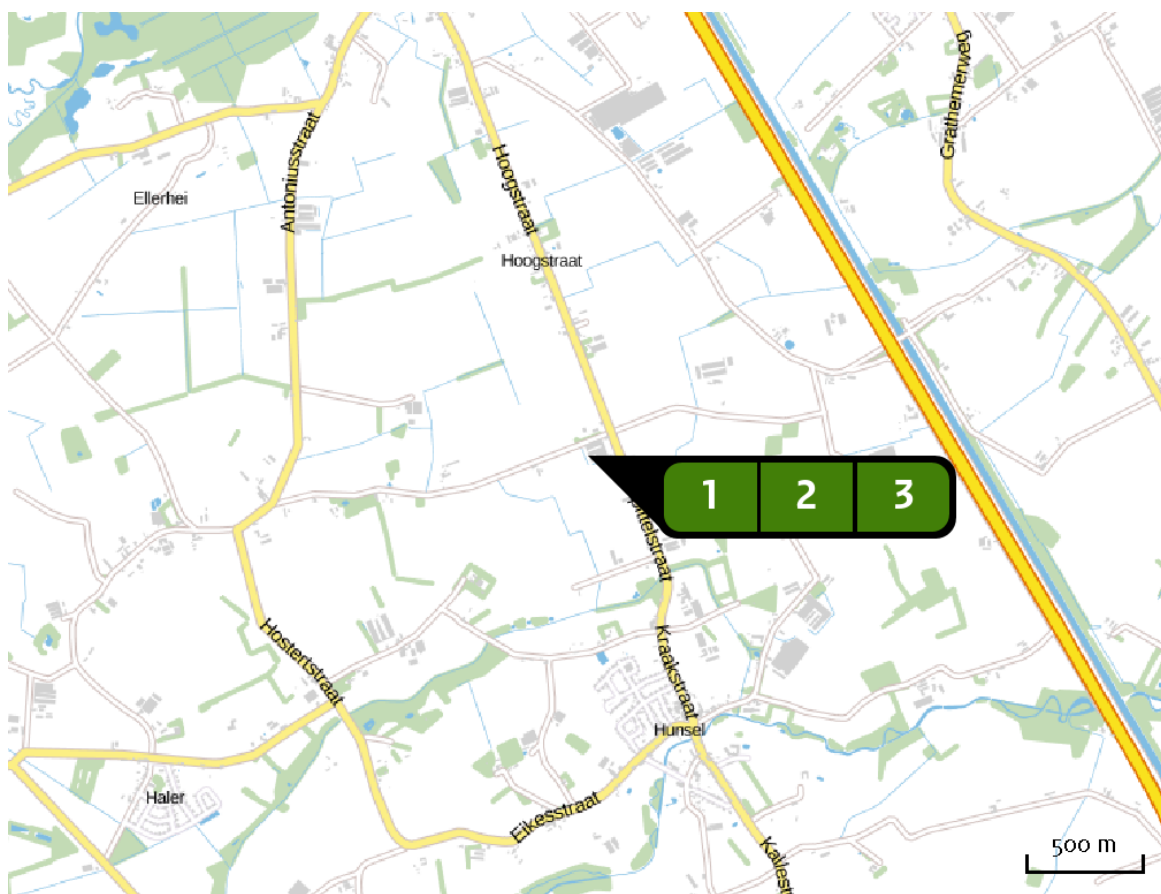 Grathemerweg
Antoniusstraat
Hoogstraat
Ellerhei
Hoogstraat
1 2 3
Hostertstraat
Kraakstraat
Hunsel
Haler
Eikesstraat
500 m